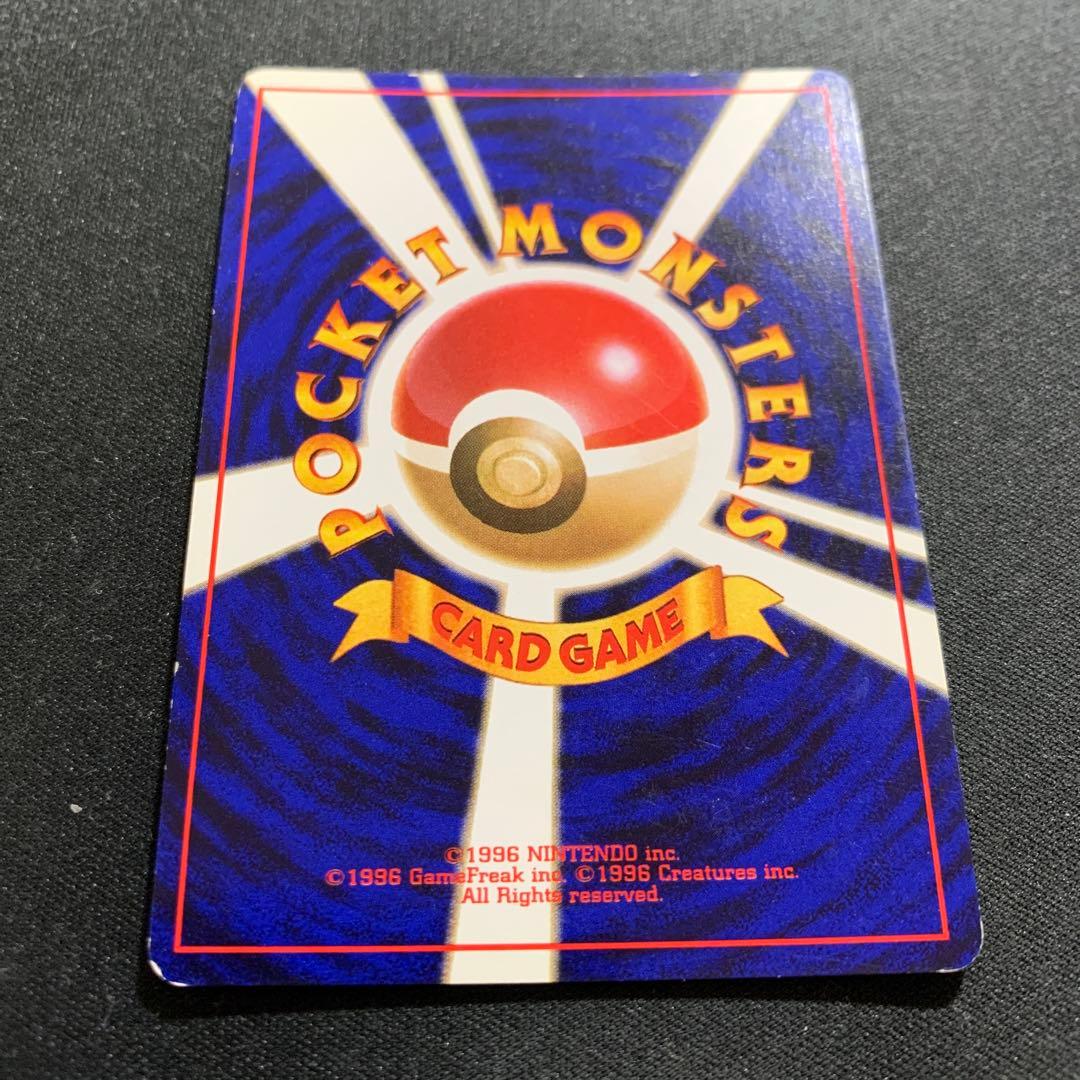 POCKET MONSTERS
CARD GAME
©1996 NINTENDO inc.
©1996 GameFreak inc. ©1996 Creatures inc.
All Rights reserved.